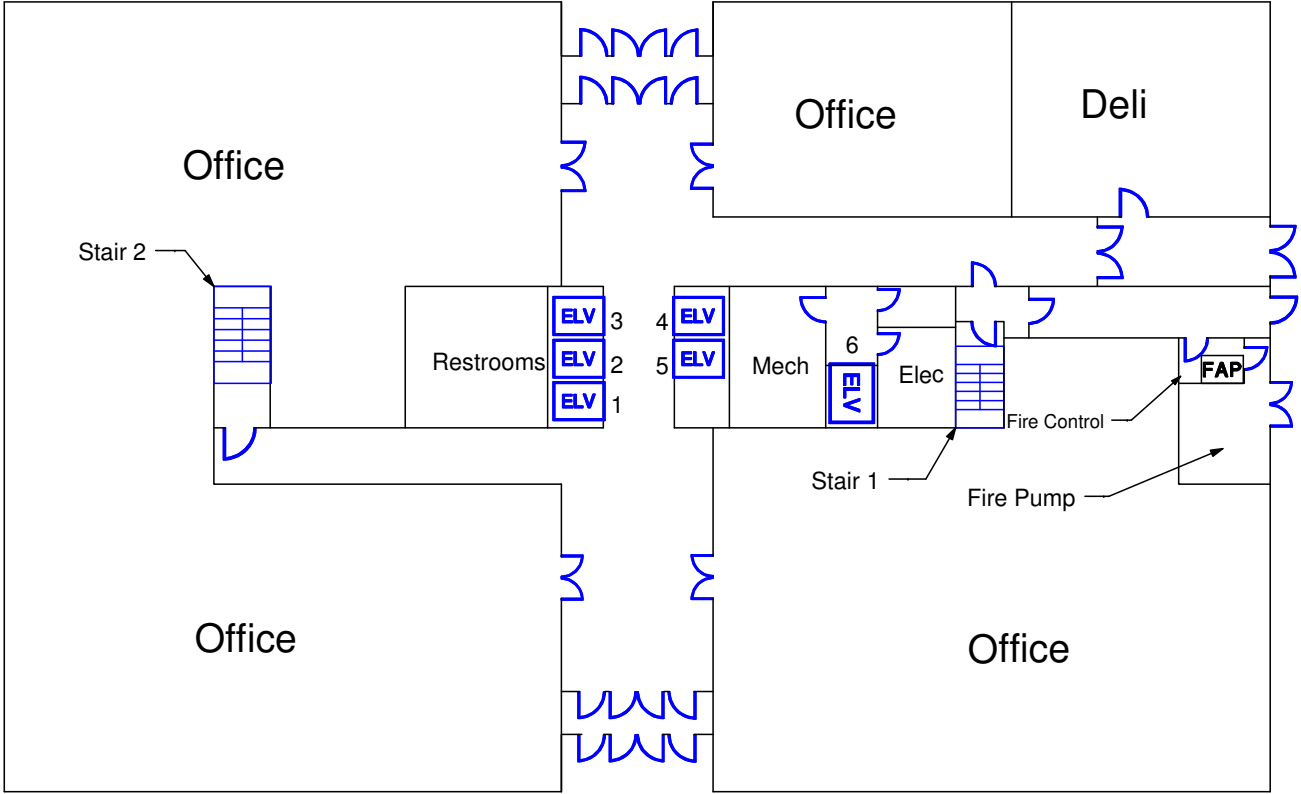 Office
Deli
Office
Stair 2
ELV 3
4 ELV
Restrooms
ELV 2
5 ELV
Mech
6
ELV
Elec
FAP
ELV 1
Fire Control
Stair 1
Fire Pump
Office
Office